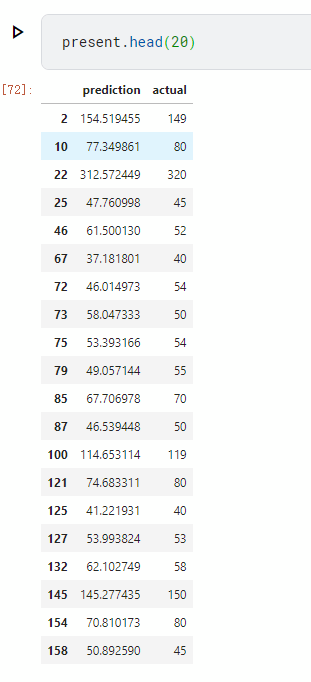 present.head(20)
[72]:
prediction actual
2 154.519455 149
10 77.349861 80
22 312.572449 320
25 47.760998 45
46 61.500130 52
67 37.181801 40
72 46.014973 54
73 58.047333 50
75 53.393166 54
79 49.057144 55
85 67.706978 70
87 46.539448 50
100 114.653114 119
121 74.683311 80
125 41.221931 40
127 53.993824 53
132 62.102749 58
145 145.277435 150
154 70.810173 80
158 50.892590 45